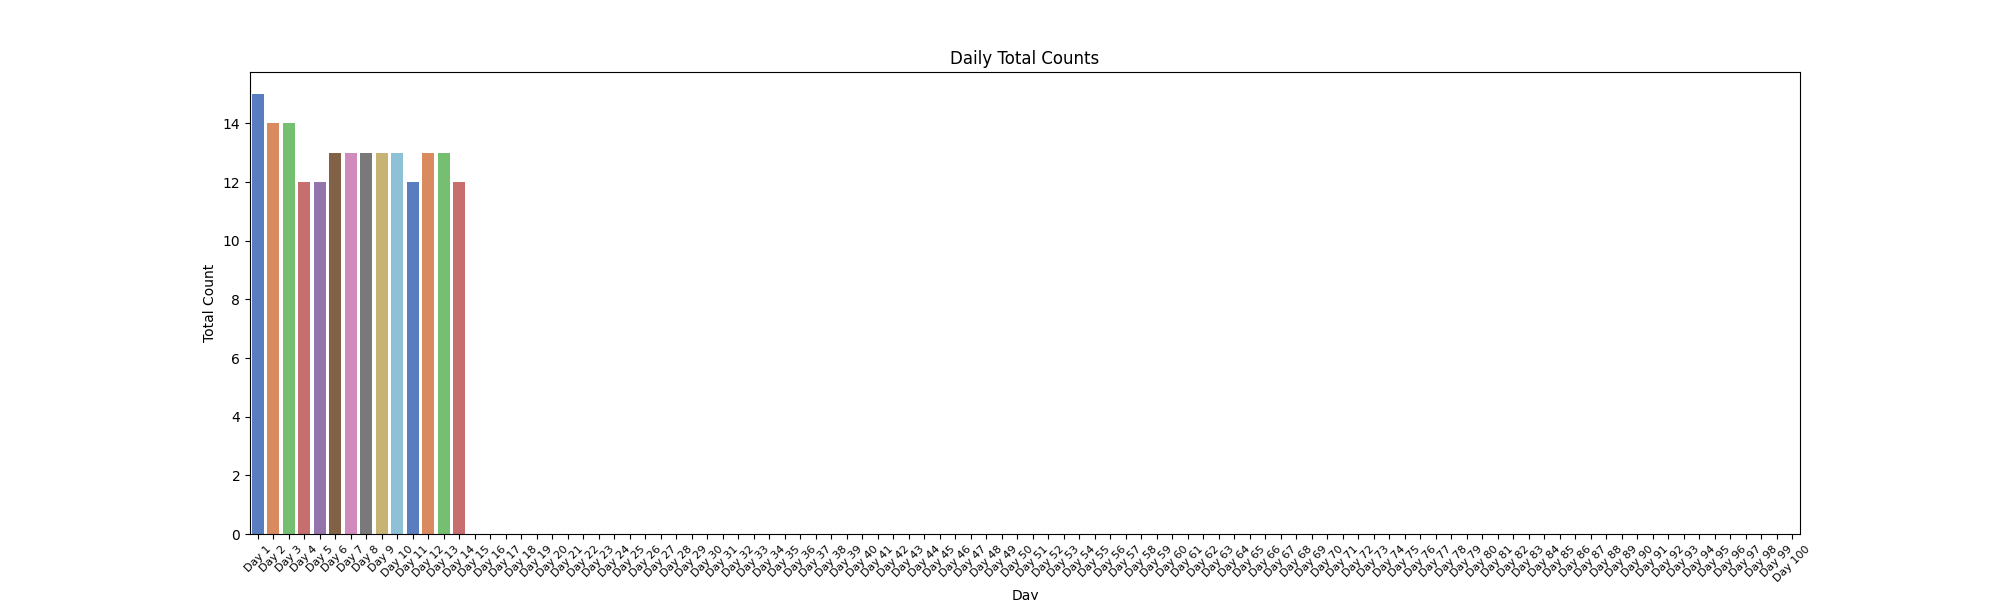 Daily Total Counts
Total Count
14
12
10
8
6
4
2
0
Day 1
Day 2
Day 3
Day 4
Day 5
Day 6
Day 7
Day 8
Day 9
Day 10
Day 11
Day 12
Day 13
Day 14
Day 15
Day 16
Day 17
Day 18
Day 19
Day 20
Day 21
Day 22
Day 23
Day 24
Day 25
Day 26
Day 27
Day 28
Day 29
Day 30
Day 31
Day 32
Day 33
Day 34
Day 35
Day 36
Day 37
Day 38
Day 39
Day 40
Day 41
Day 42
Day 43
Day 44
Day 45
Day 46
Day 47
Day 48
Day 49
Day 50
Day 51
Day 52
Day 53
Day 54
Day 55
Day 56
Day 57
Day 58
Day 59
Day 60
Day 61
Day 62
Day 63
Day 64
Day 65
Day 66
Day 67
Day 68
Day 69
Day 70
Day 71
Day 72
Day 73
Day 74
Day 75
Day 76
Day 77
Day 78
Day 79
Day 80
Day 81
Day 82
Day 83
Day 84
Day 85
Day 86
Day 87
Day 88
Day 89
Day 90
Day 91
Day 92
Day 93
Day 94
Day 95
Day 96
Day 97
Day 98
Day 99
Day 100
Day